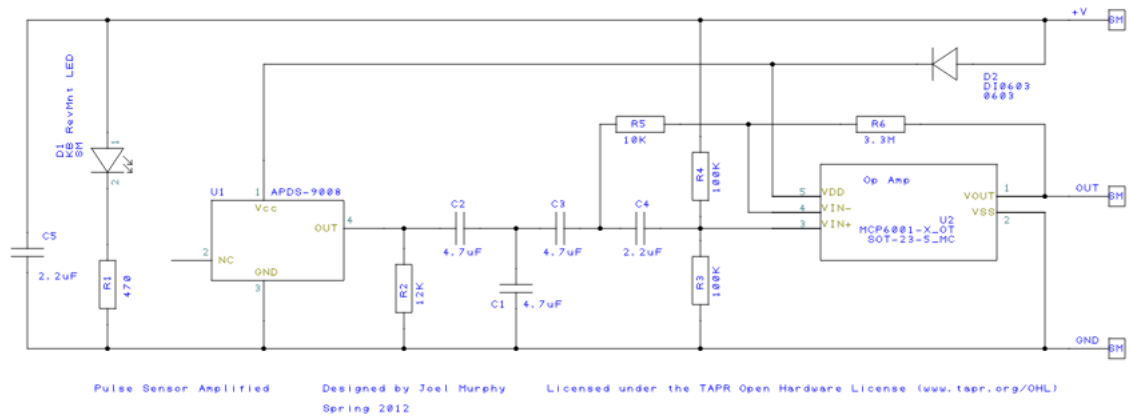 +V
SM
D1
KB RevMnt LED
SM
1
2
D2
DI0603
0603
R5
10K
R6
3.3M
R4
100K
Op Amp
U1
APDS-9008
1
Vcc
OUT
4
2
NC
GND
3
C2
4.7uF
C3
4.7uF
C4
2.2uF
5
VDD
4
VIN-
3
VIN+
VOUT
1
VSS
2
U2
MCP6001-X_OT
SOT-23-5_MC
OUT
SM
C5
2.2uF
R1
470
R2
12K
C1
4.7uF
R3
100K
GND
SM
Pulse Sensor Amplified
Designed by Joel Murphy
Licensed under the TAPR Open Hardware License (www.tapr.org/OHL)
Spring 2012